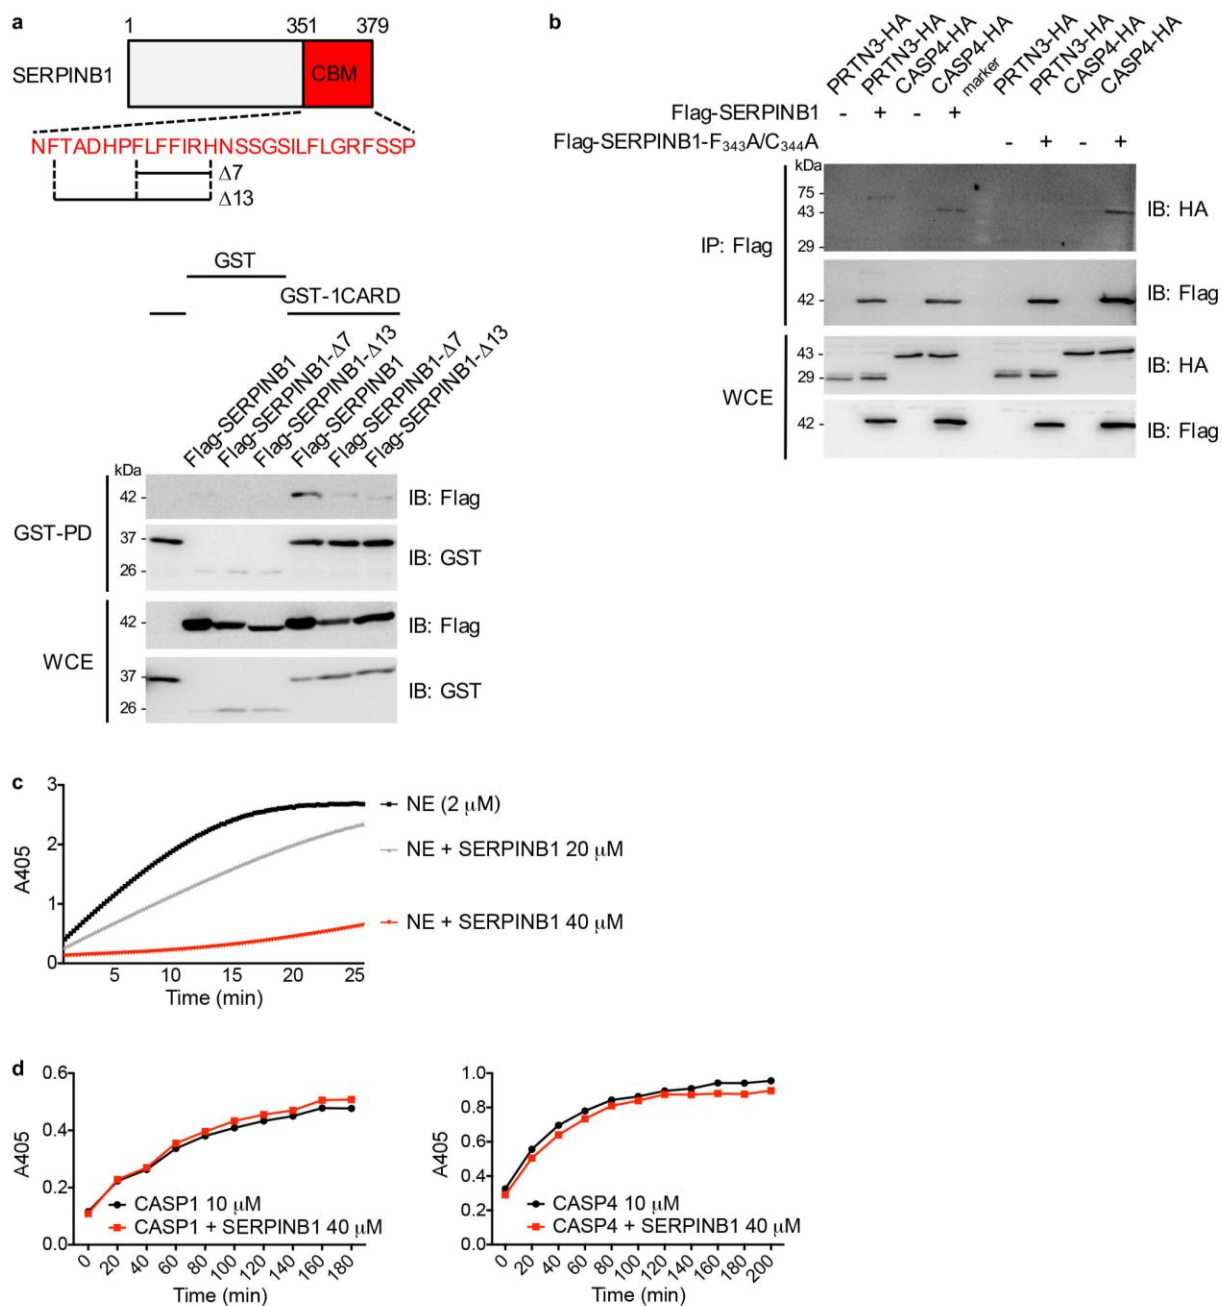 a
1 351 379
SERPINB1 CBM
NFTADHPFLFFIRHNSSGSILFLGRFSSP
Δ7
Δ13
GST
GST-1CARD
Flag-SERPINB1
Flag-SERPINB1-Δ7
Flag-SERPINB1-Δ13
Flag-SERPINB1
Flag-SERPINB1-Δ7
Flag-SERPINB1-Δ13
kDa
GST-PD
42 IB: Flag
37
26 IB: GST
WCE
42 IB: Flag
37
26 IB: GST
b
PRTN3-HA
PRTN3-HA
CASP4-HA
CASP4-HA
marker
PRTN3-HA
PRTN3-HA
CASP4-HA
CASP4-HA
Flag-SERPINB1 - + - +
Flag-SERPINB1-F₃₄₃A/C₃₄₄A - + - +
kDa
IP: Flag
75
43
29
IB: HA
42 IB: Flag
WCE
43
29
IB: HA
42 IB: Flag
c
3
2
1
0
A405
5 10 15 20 25
Time (min)
NE (2 μM)
NE + SERPINB1 20 μM
NE + SERPINB1 40 μM
d
0.6
0.4
0.2
0.0
A405
CASP1 10 μM
CASP1 + SERPINB1 40 μM
0 20 40 60 80 100 120 140 160 180
Time (min)
1.0
0.8
0.6
0.4
0.2
0.0
A405
CASP4 10 μM
CASP4 + SERPINB1 40 μM
0 20 40 60 80 100 120 140 160 180 200
Time (min)